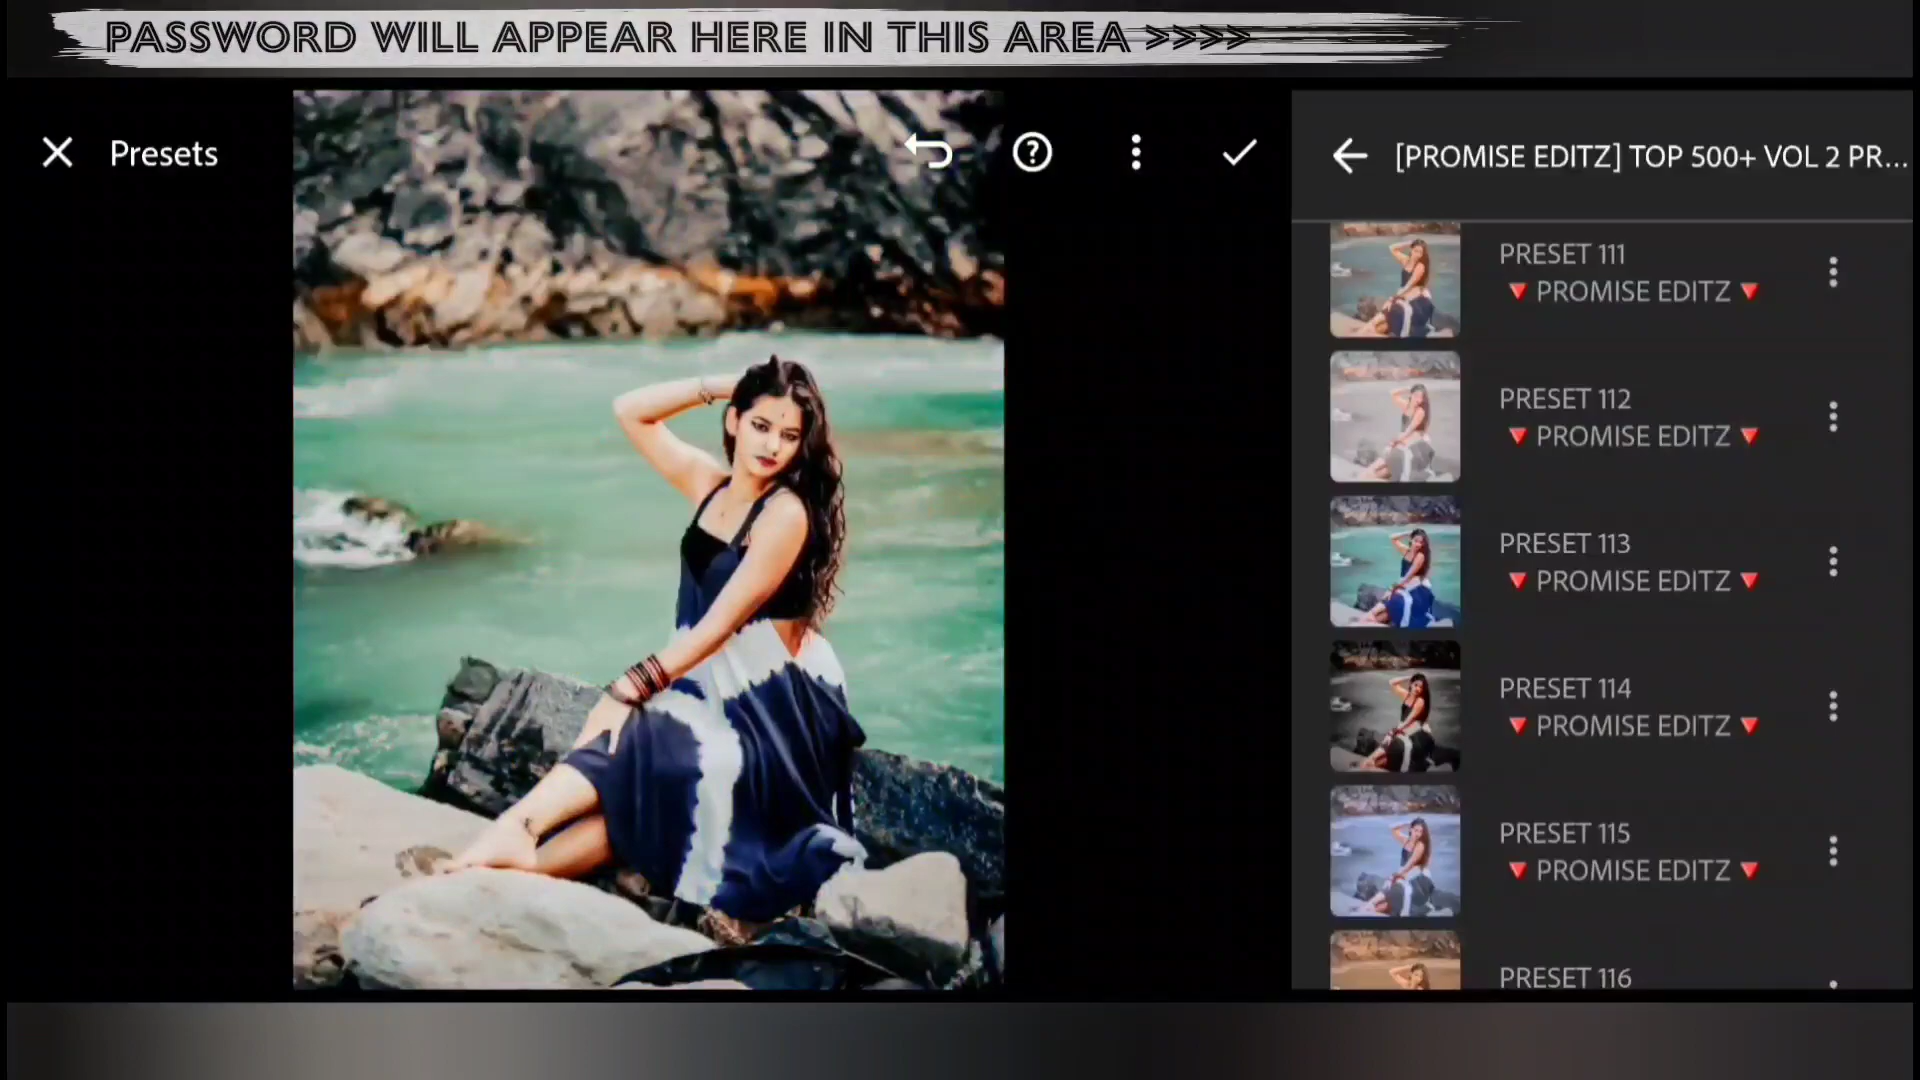 PASSWORD WILL APPEAR HERE IN THIS AREA >>>>
Presets
[PROMISE EDITZ] TOP 500+ VOL 2 PR...
PRESET 111
🔻 PROMISE EDITZ 🔻
PRESET 112
🔻 PROMISE EDITZ 🔻
PRESET 113
🔻 PROMISE EDITZ 🔻
PRESET 114
🔻 PROMISE EDITZ 🔻
PRESET 115
🔻 PROMISE EDITZ 🔻
PRESET 116